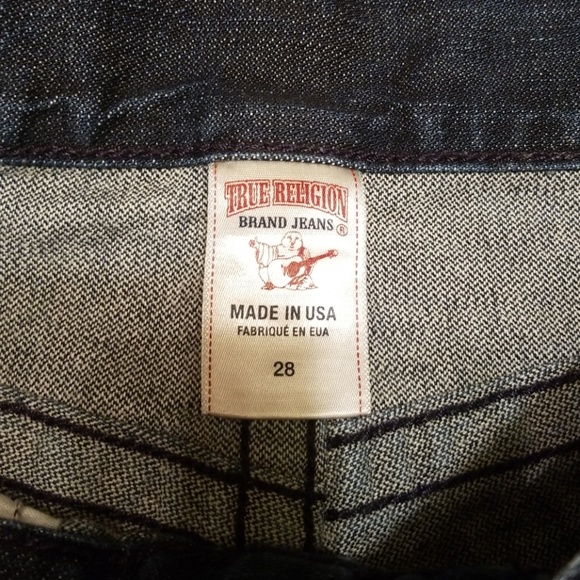 TRUE RELIGION
BRAND JEANS ®
MADE IN USA
FABRIQUÉ EN EUA
28